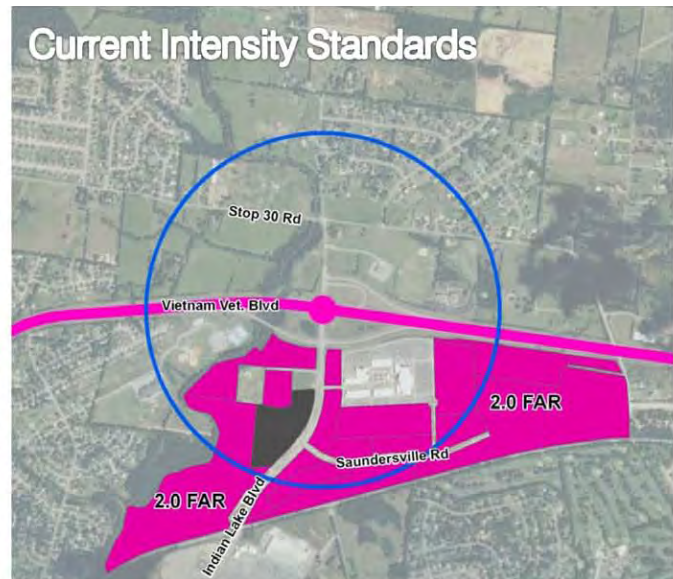 Current Intensity Standards
Stop 30 Rd
Vietnam Vet. Blvd
2.0 FAR
Saundersville Rd
2.0 FAR
Indian Lake Blvd